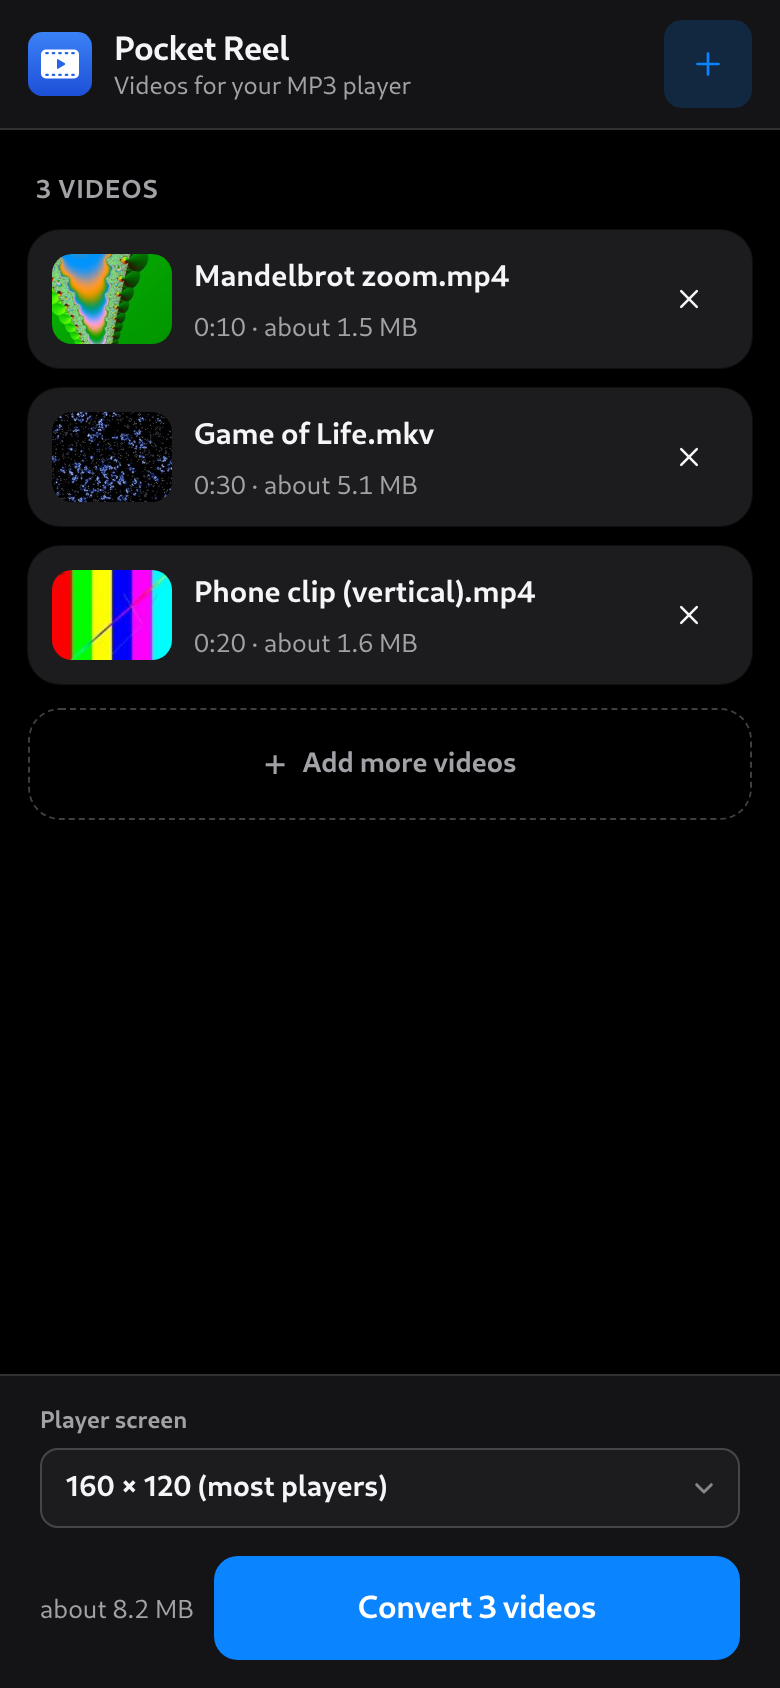 Pocket Reel
Videos for your MP3 player
3 VIDEOS
Mandelbrot zoom.mp4
0:10 · about 1.5 MB
Game of Life.mkv
0:30 · about 5.1 MB
Phone clip (vertical).mp4
0:20 · about 1.6 MB
+ Add more videos
Player screen
160 × 120 (most players)
about 8.2 MB
Convert 3 videos